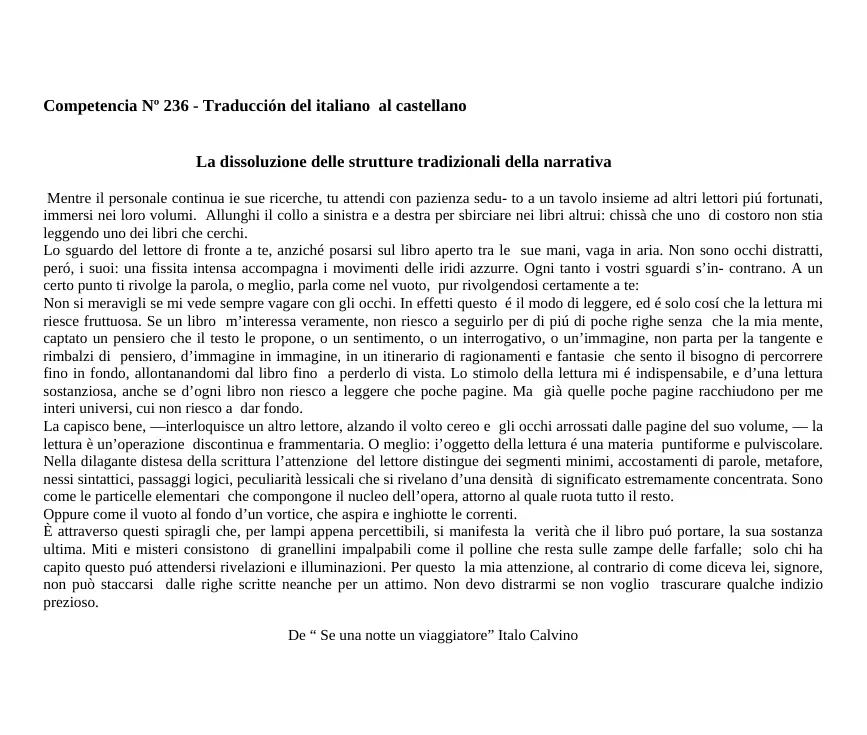 Competencia Nº 236 - Traducción del italiano al castellano
La dissoluzione delle strutture tradizionali della narrativa
Mentre il personale continua ie sue ricerche, tu attendi con pazienza sedu- to a un tavolo insieme ad altri lettori piú fortunati,
immersi nei loro volumi. Allunghi il collo a sinistra e a destra per sbirciare nei libri altrui: chissà che uno di costoro non stia
leggendo uno dei libri che cerchi.
Lo sguardo del lettore di fronte a te, anziché posarsi sul libro aperto tra le sue mani, vaga in aria. Non sono occhi distratti,
peró, i suoi: una fissita intensa accompagna i movimenti delle iridi azzurre. Ogni tanto i vostri sguardi s’in- contrano. A un
certo punto ti rivolge la parola, o meglio, parla come nel vuoto, pur rivolgendosi certamente a te:
Non si meravigli se mi vede sempre vagare con gli occhi. In effetti questo é il modo di leggere, ed é solo cosí che la lettura mi
riesce fruttuosa. Se un libro m’interessa veramente, non riesco a seguirlo per di piú di poche righe senza che la mia mente,
captato un pensiero che il testo le propone, o un sentimento, o un interrogativo, o un’immagine, non parta per la tangente e
rimbalzi di pensiero, d’immagine in immagine, in un itinerario di ragionamenti e fantasie che sento il bisogno di percorrere
fino in fondo, allontanandomi dal libro fino a perderlo di vista. Lo stimolo della lettura mi é indispensabile, e d’una lettura
sostanziosa, anche se d’ogni libro non riesco a leggere che poche pagine. Ma già quelle poche pagine racchiudono per me
interi universi, cui non riesco a dar fondo.
La capisco bene, —interloquisce un altro lettore, alzando il volto cereo e gli occhi arrossati dalle pagine del suo volume, — la
lettura è un’operazione discontinua e frammentaria. O meglio: i’oggetto della lettura é una materia puntiforme e pulviscolare.
Nella dilagante distesa della scrittura l’attenzione del lettore distingue dei segmenti minimi, accostamenti di parole, metafore,
nessi sintattici, passaggi logici, peculiarità lessicali che si rivelano d’una densità di significato estremamente concentrata. Sono
come le particelle elementari che compongono il nucleo dell’opera, attorno al quale ruota tutto il resto.
Oppure come il vuoto al fondo d’un vortice, che aspira e inghiotte le correnti.
È attraverso questi spiragli che, per lampi appena percettibili, si manifesta la verità che il libro puó portare, la sua sostanza
ultima. Miti e misteri consistono di granellini impalpabili come il polline che resta sulle zampe delle farfalle; solo chi ha
capito questo puó attendersi rivelazioni e illuminazioni. Per questo la mia attenzione, al contrario di come diceva lei, signore,
non può staccarsi dalle righe scritte neanche per un attimo. Non devo distrarmi se non voglio trascurare qualche indizio
prezioso.
De “ Se una notte un viaggiatore” Italo Calvino